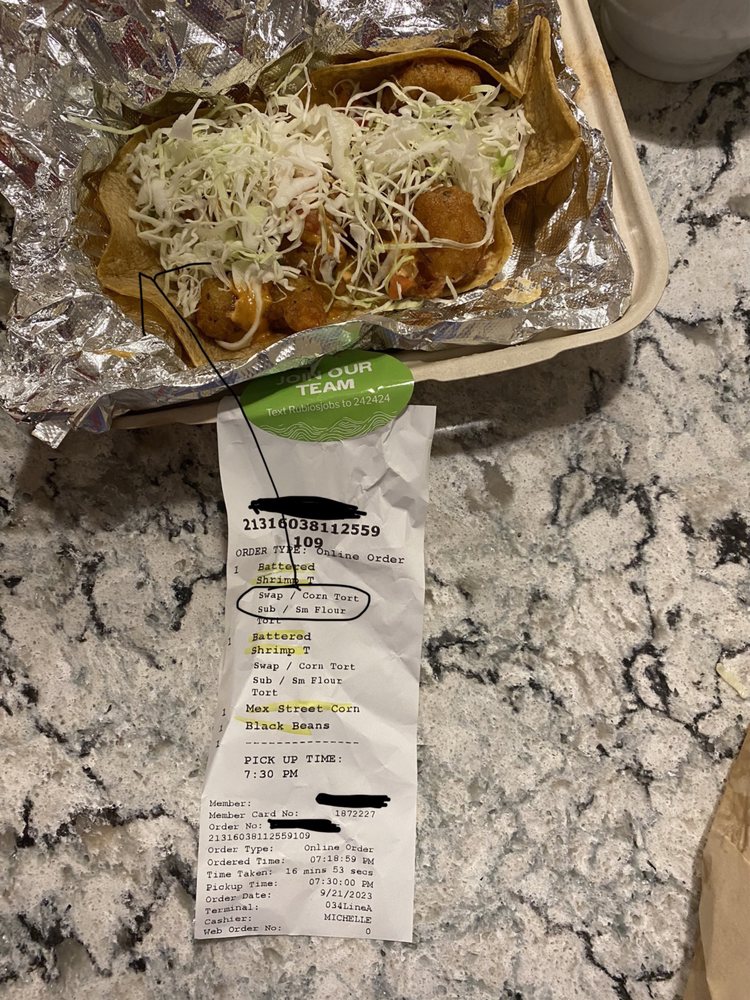 JOIN OUR
TEAM
Text Rubiosjobs to 242424
21316038112559
109
ORDER TYPE: Online Order
1 Battered
Shrimp T
Swap / Corn Tort
Sub / Sm Flour
Tort
1 Battered
Shrimp T
Swap / Corn Tort
Sub / Sm Flour
Tort
1 Mex Street Corn
1 Black Beans
1 ------------------
PICK UP TIME:
7:30 PM
Member:
Member Card No: 1872227
Order No:
21316038112559109
Order Type: Online Order
Ordered Time: 07:18:59 PM
Time Taken: 16 mins 53 secs
Pickup Time: 07:30:00 PM
Order Date: 9/21/2023
Terminal: 034LineA
Cashier: MICHELLE
Web Order No: 0